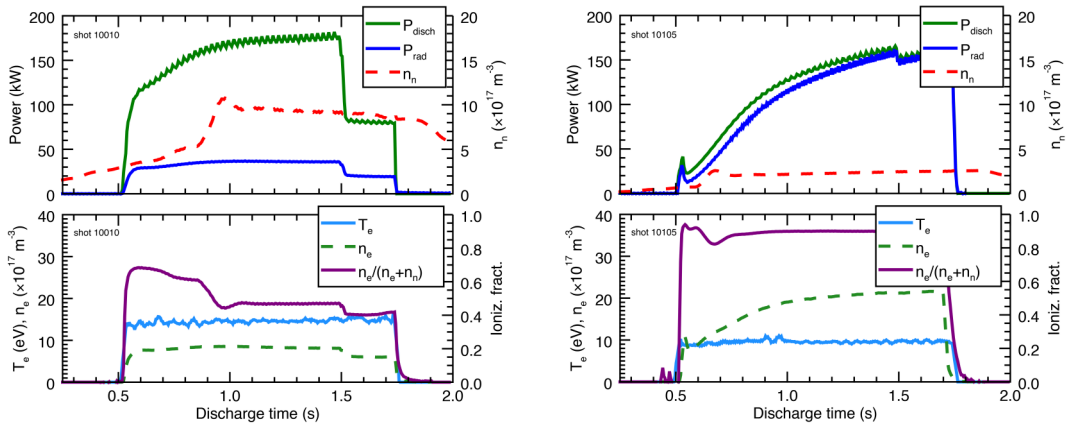 200
150
100
50
0
Power (kW)
shot 10010
P_disch
P_rad
n_n
20
15
10
5
0
n_n (×10^17 m^-3)
200
150
100
50
0
Power (kW)
shot 10105
P_disch
P_rad
n_n
20
15
10
5
0
n_n (×10^17 m^-3)
40
30
20
10
0
T_e (eV), n_e (×10^17 m^-3)
shot 10010
T_e
n_e
n_e/(n_e+n_n)
1.0
0.8
0.6
0.4
0.2
0.0
Ioniz. fract.
0.5 1.0 1.5 2.0
Discharge time (s)
40
30
20
10
0
T_e (eV), n_e (×10^17 m^-3)
shot 10105
T_e
n_e
n_e/(n_e+n_n)
1.0
0.8
0.6
0.4
0.2
0.0
Ioniz. fract.
0.5 1.0 1.5 2.0
Discharge time (s)